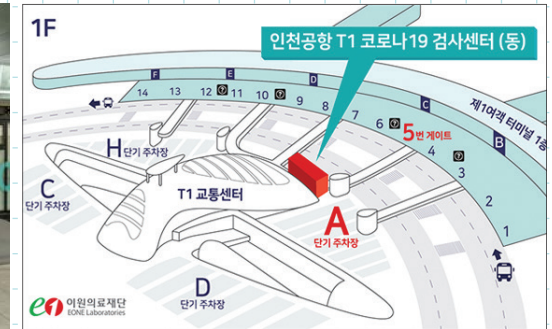 1F
인천공항 T1 코로나19 검사센터 (동)
F
E
D
C
B
제1여객 터미널 1층
14
13
12
11
10
9
8
7
6
5번 게이트
4
3
2
1
H
단기 주차장
C
단기 주차장
T1 교통센터
A
단기 주차장
D
단기 주차장
e1 이원의료재단
EONE Laboratories